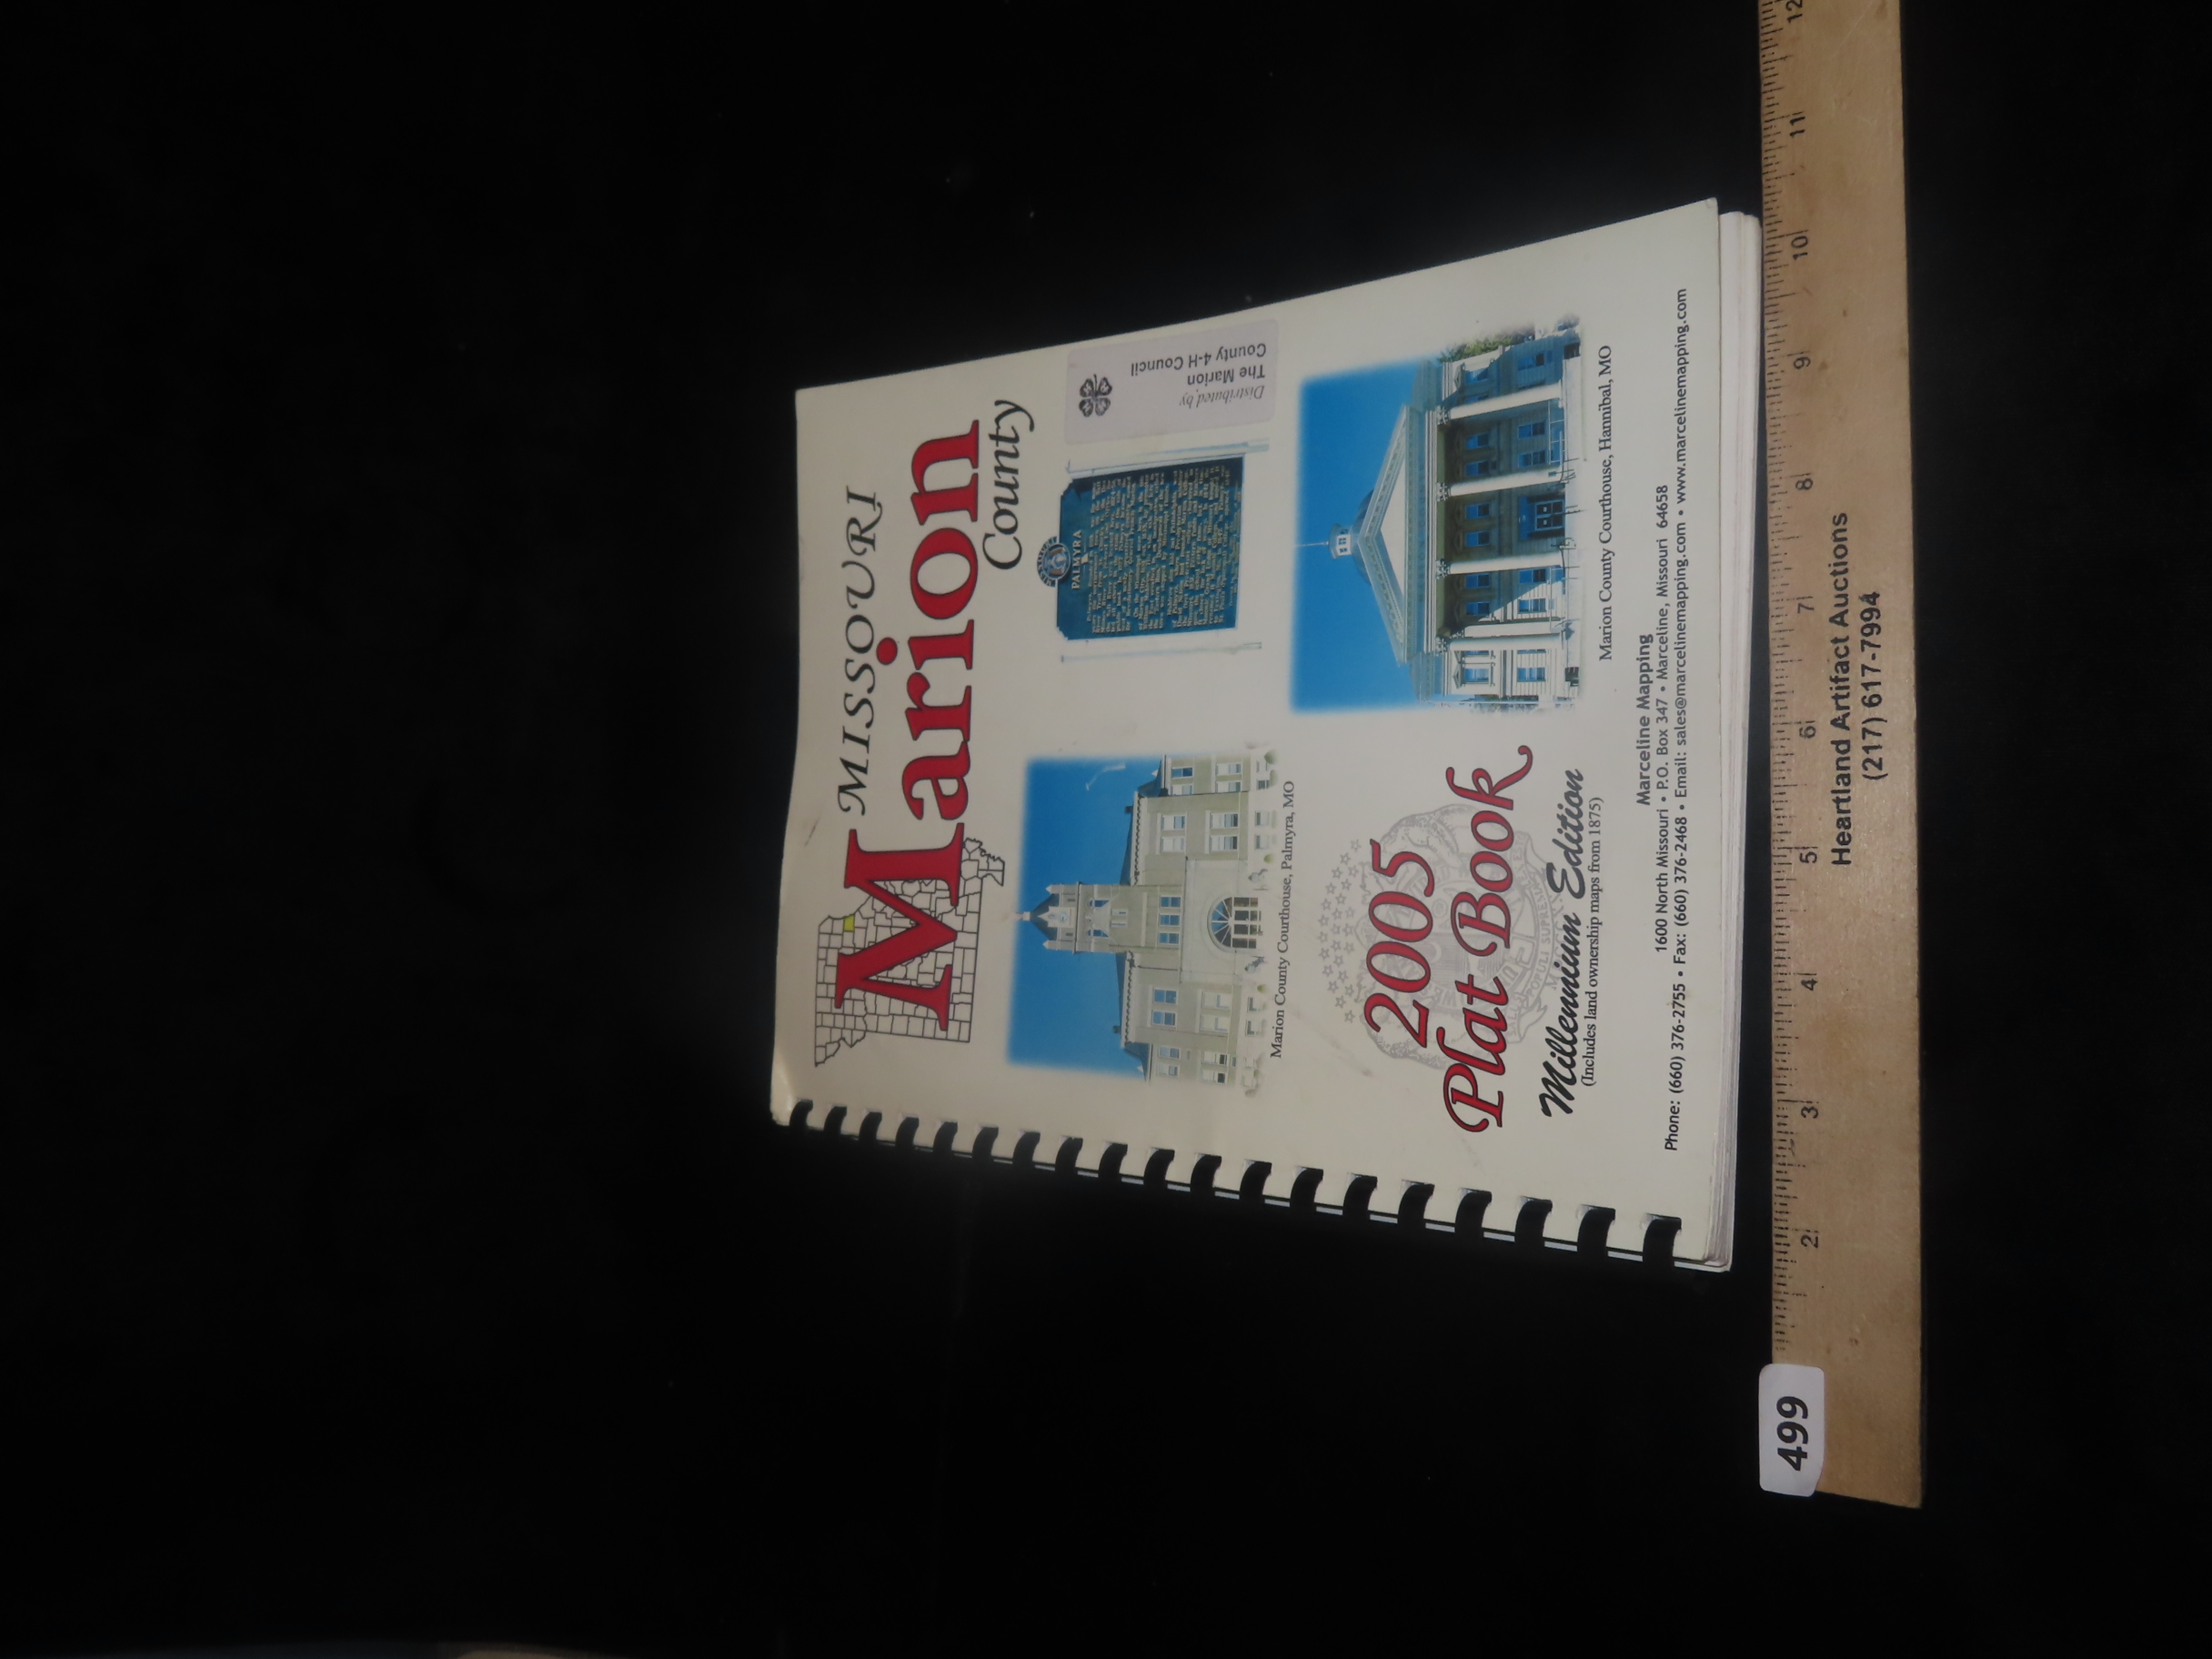 MISSOURI
Marion
County
PALMYRA
Distributed by
The Marion
County 4-H Council
Marion County Courthouse, Palmyra, MO
Marion County Courthouse, Hannibal, MO
2005
Plat Book
Millennium Edition
(Includes land ownership maps from 1875)
Marceline Mapping
1600 North Missouri • P.O. Box 347 • Marceline, Missouri 64658
Phone: (660) 376-2755 • Fax: (660) 376-2468 • Email: sales@marcelinemapping.com • www.marcelinemapping.com
499
2 3 4 5 6 7 8 9 10 11 12
Heartland Artifact Auctions
(217) 617-7994